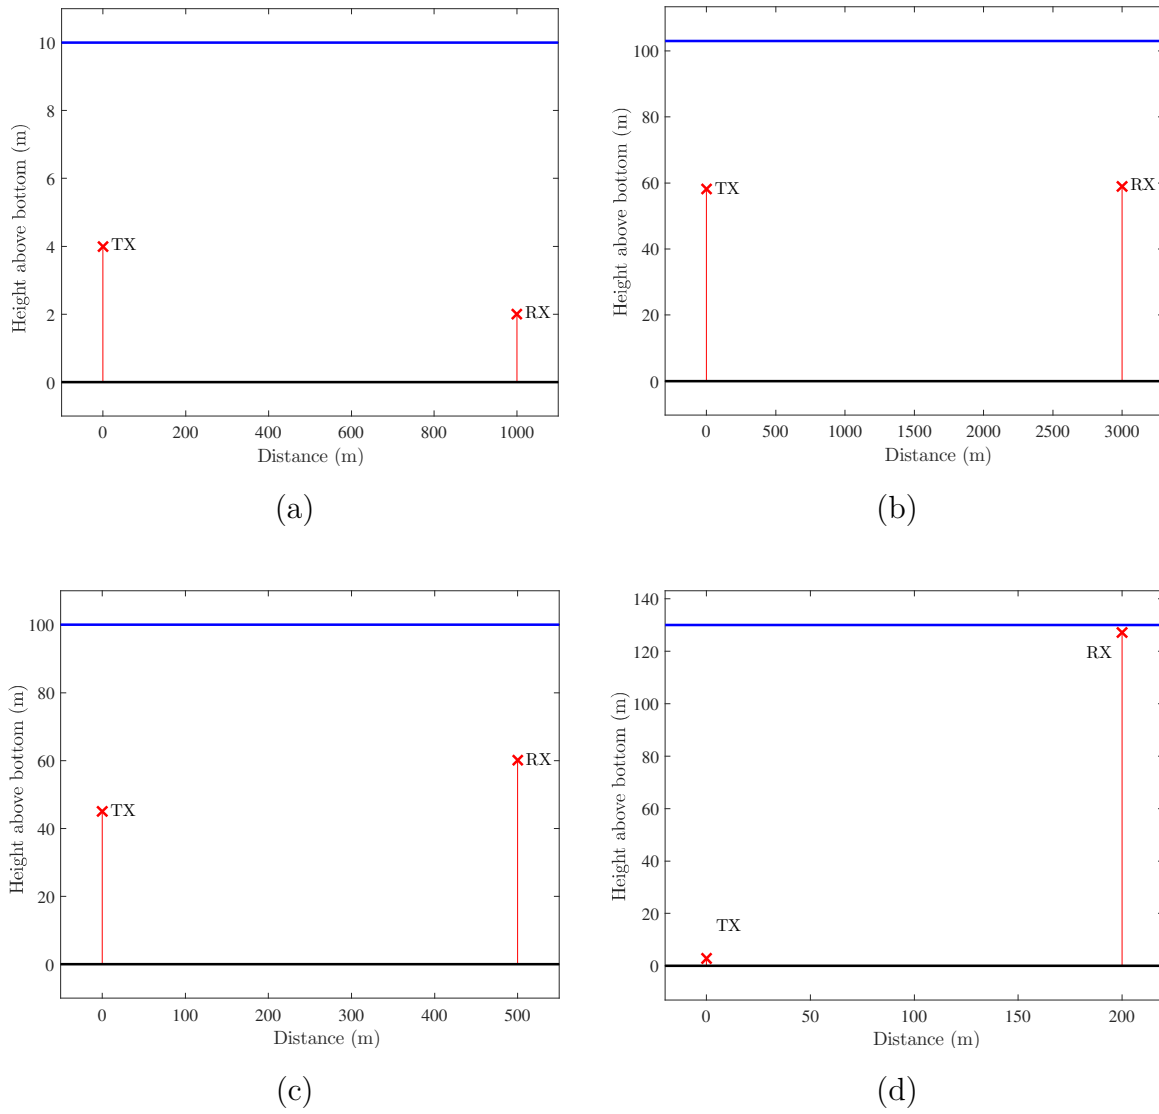 10
8
6
4
2
0
Height above bottom (m)
TX
RX
0 200 400 600 800 1000
Distance (m)
(a)
100
80
60
40
20
0
Height above bottom (m)
TX
RX
0 500 1000 1500 2000 2500 3000
Distance (m)
(b)
100
80
60
40
20
0
Height above bottom (m)
TX
RX
0 100 200 300 400 500
Distance (m)
(c)
140
120
100
80
60
40
20
0
Height above bottom (m)
RX
TX
0 50 100 150 200
Distance (m)
(d)